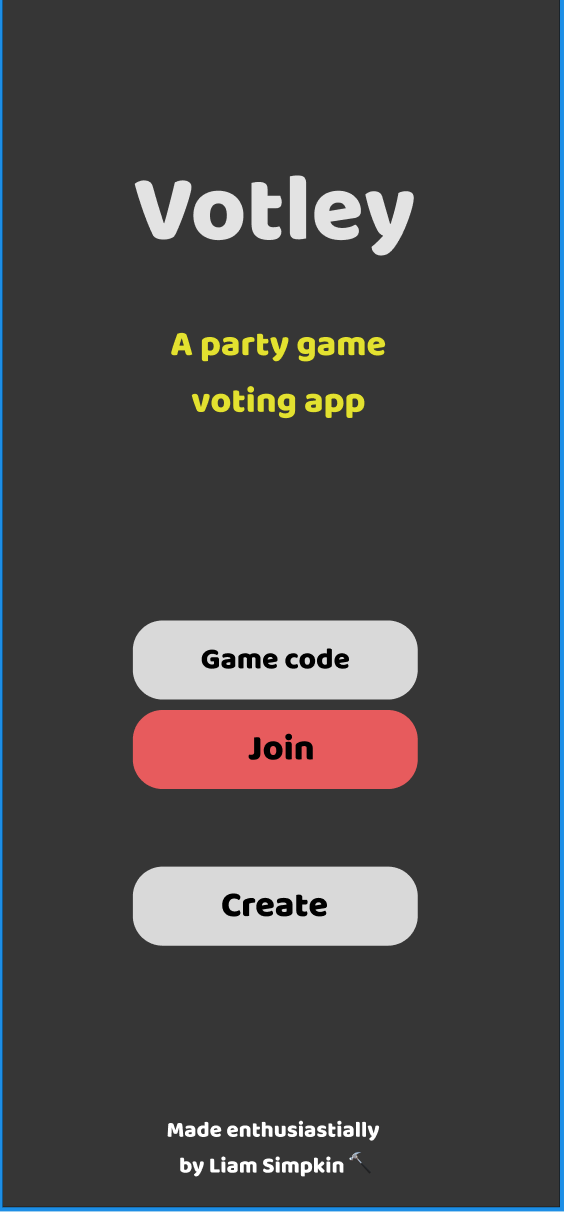 Votley
A party game
voting app
Game code
Join
Create
Made enthusiastially
by Liam Simpkin